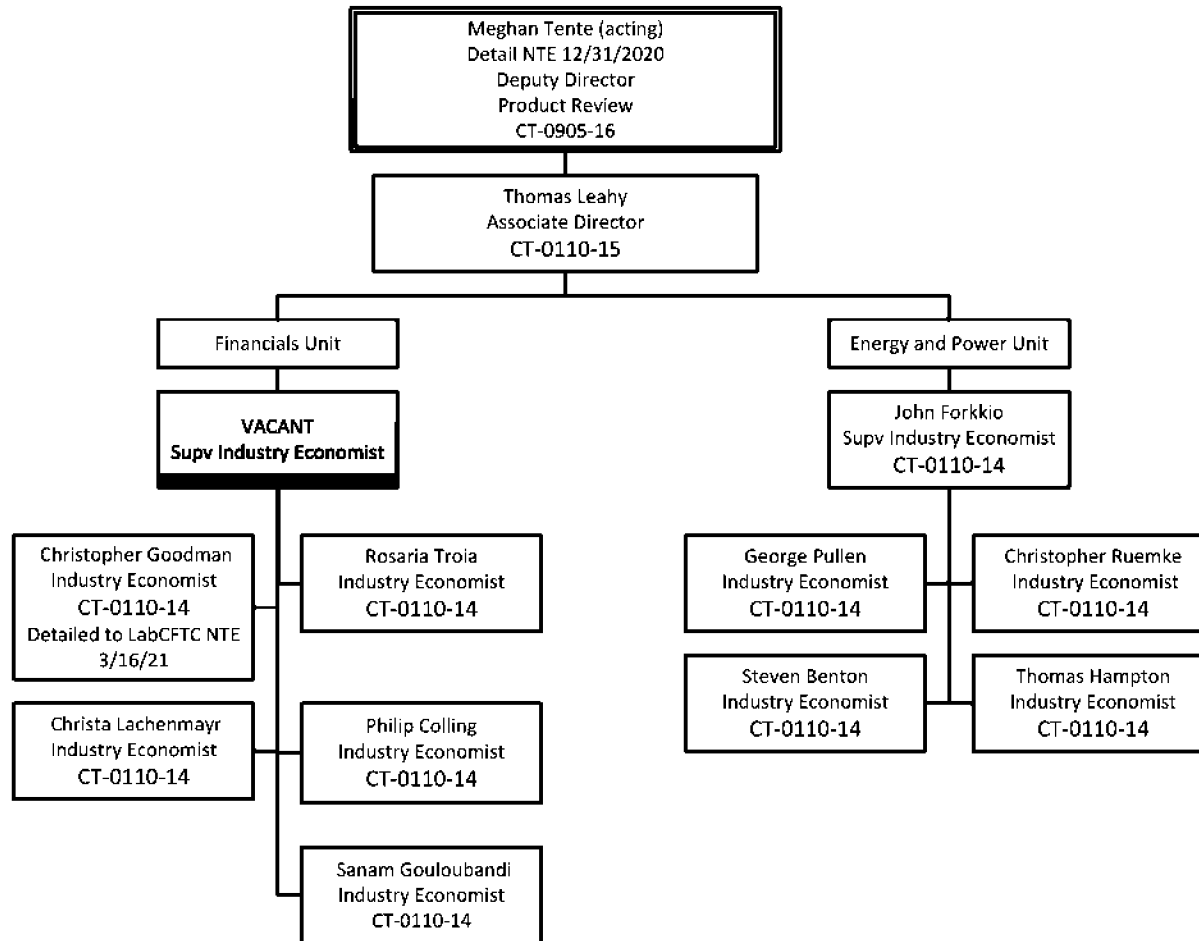 Meghan Tente (acting)
Detail NTE 12/31/2020
Deputy Director
Product Review
CT-0905-16
Thomas Leahy
Associate Director
CT-0110-15
Financials Unit
Energy and Power Unit
VACANT
Supv Industry Economist
John Forkkio
Supv Industry Economist
CT-0110-14
Christopher Goodman
Industry Economist
CT-0110-14
Detailed to LabCFTC NTE
3/16/21
Rosaria Troia
Industry Economist
CT-0110-14
George Pullen
Industry Economist
CT-0110-14
Christopher Ruemke
Industry Economist
CT-0110-14
Christa Lachenmayr
Industry Economist
CT-0110-14
Philip Colling
Industry Economist
CT-0110-14
Steven Benton
Industry Economist
CT-0110-14
Thomas Hampton
Industry Economist
CT-0110-14
Sanam Gouloubandi
Industry Economist
CT-0110-14